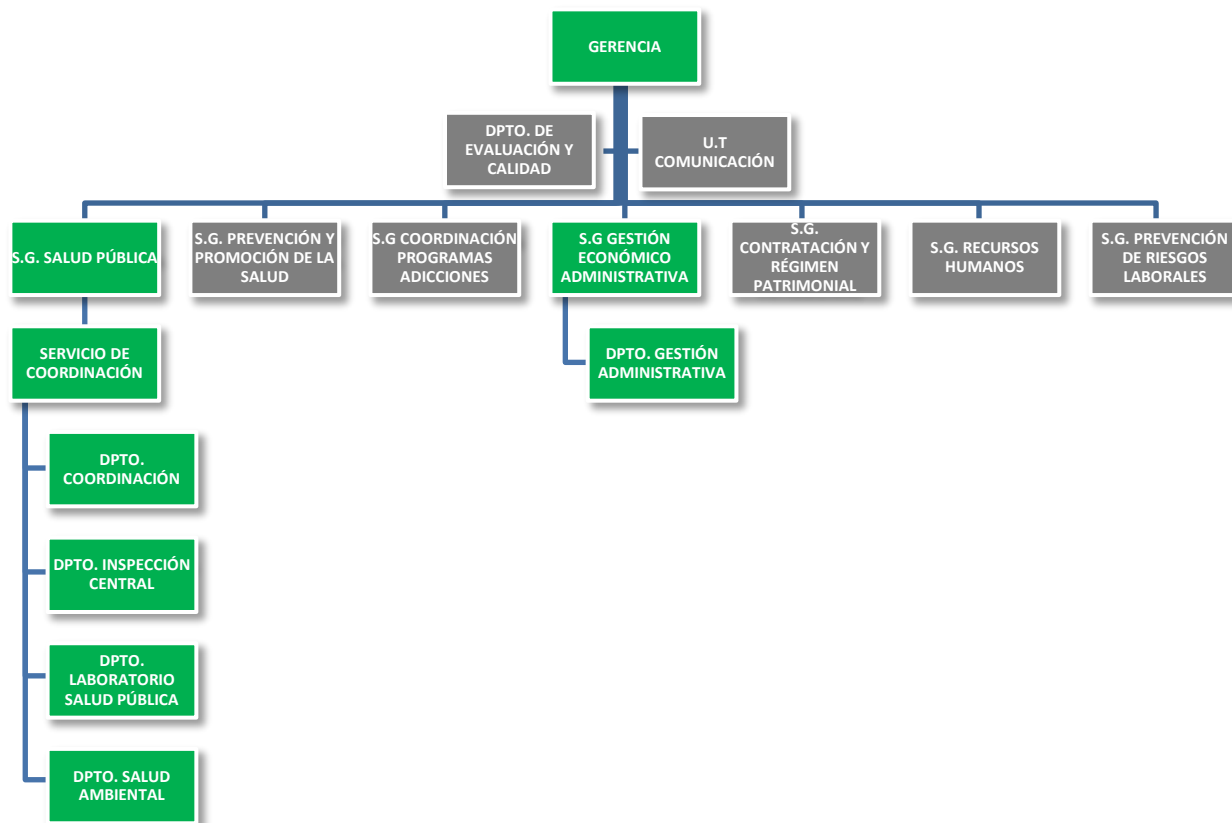 GERENCIA
DPTO. DE
EVALUACIÓN Y
CALIDAD
U.T
COMUNICACIÓN
S.G. SALUD PÚBLICA
S.G. PREVENCIÓN Y
PROMOCIÓN DE LA
SALUD
S.G COORDINACIÓN
PROGRAMAS
ADICCIONES
S.G GESTIÓN
ECONÓMICO
ADMINISTRATIVA
S.G.
CONTRATACIÓN Y
RÉGIMEN
PATRIMONIAL
S.G. RECURSOS
HUMANOS
S.G. PREVENCIÓN
DE RIESGOS
LABORALES
SERVICIO DE
COORDINACIÓN
DPTO. GESTIÓN
ADMINISTRATIVA
DPTO.
COORDINACIÓN
DPTO. INSPECCIÓN
CENTRAL
DPTO.
LABORATORIO
SALUD PÚBLICA
DPTO. SALUD
AMBIENTAL